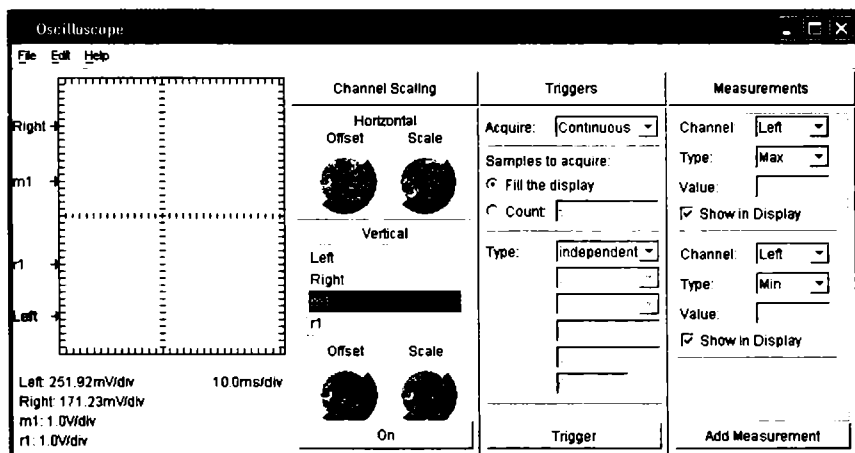 Oscilluscope
File Edit Help
Right
m1
r1
Left
Left: 251.92mV/div 10.0ms/div
Right: 171.23mV/div
m1: 1.0V/div
r1: 1.0V/div
Channel Scaling
Horizontal
Offset Scale
Vertical
Left
Right
r1
Offset Scale
On
Triggers
Acquire: Continuous
Samples to acquire:
Fill the display
Count:
Type: independent
Trigger
Measurements
Channel: Left
Type: Max
Value:
Show in Display
Channel: Left
Type: Min
Value:
Show in Display
Add Measurement